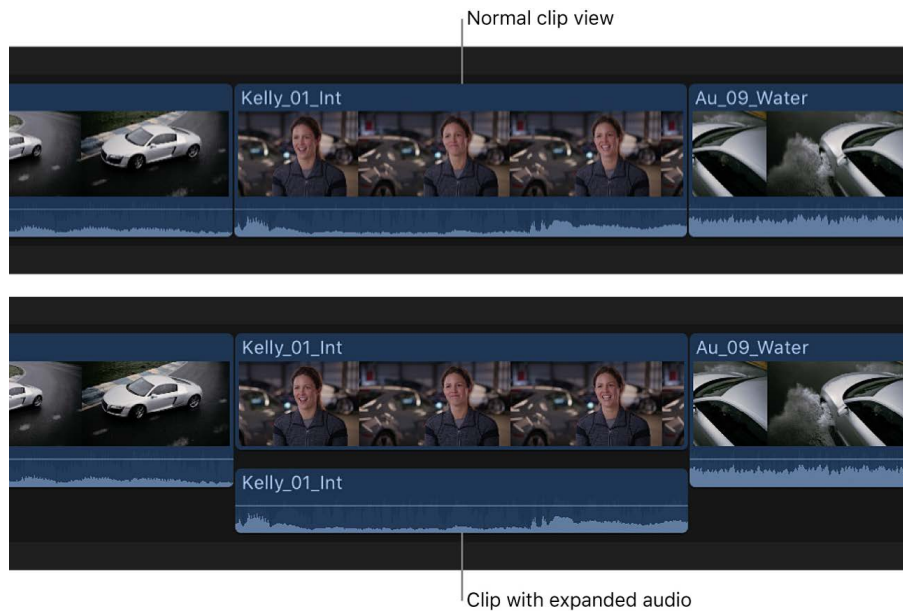 Normal clip view
Kelly_01_Int
Au_09_Water
Kelly_01_Int
Au_09_Water
Kelly_01_Int
Clip with expanded audio